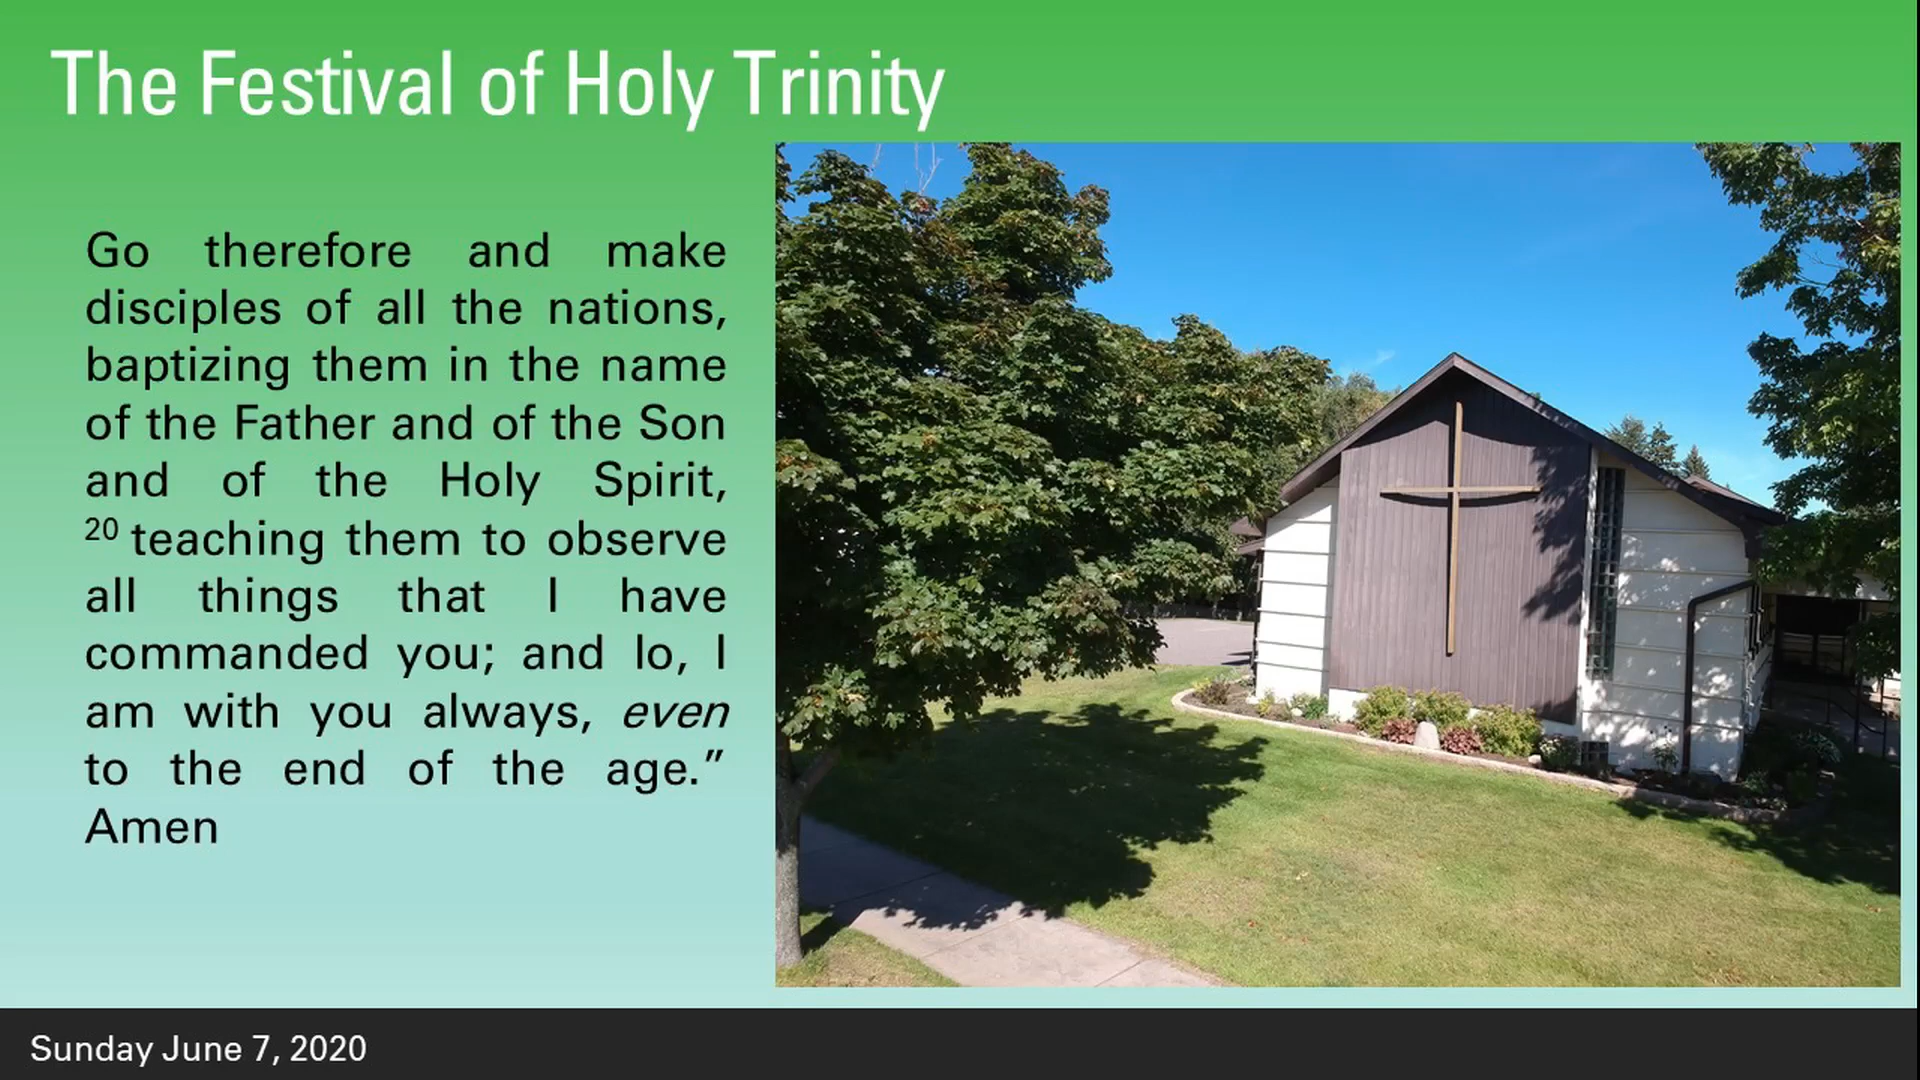 The Festival of Holy Trinity
Go therefore and make
disciples of all the nations,
baptizing them in the name
of the Father and of the Son
and of the Holy Spirit,
20 teaching them to observe
all things that I have
commanded you; and lo, I
am with you always, even
to the end of the age.”
Amen
Sunday June 7, 2020